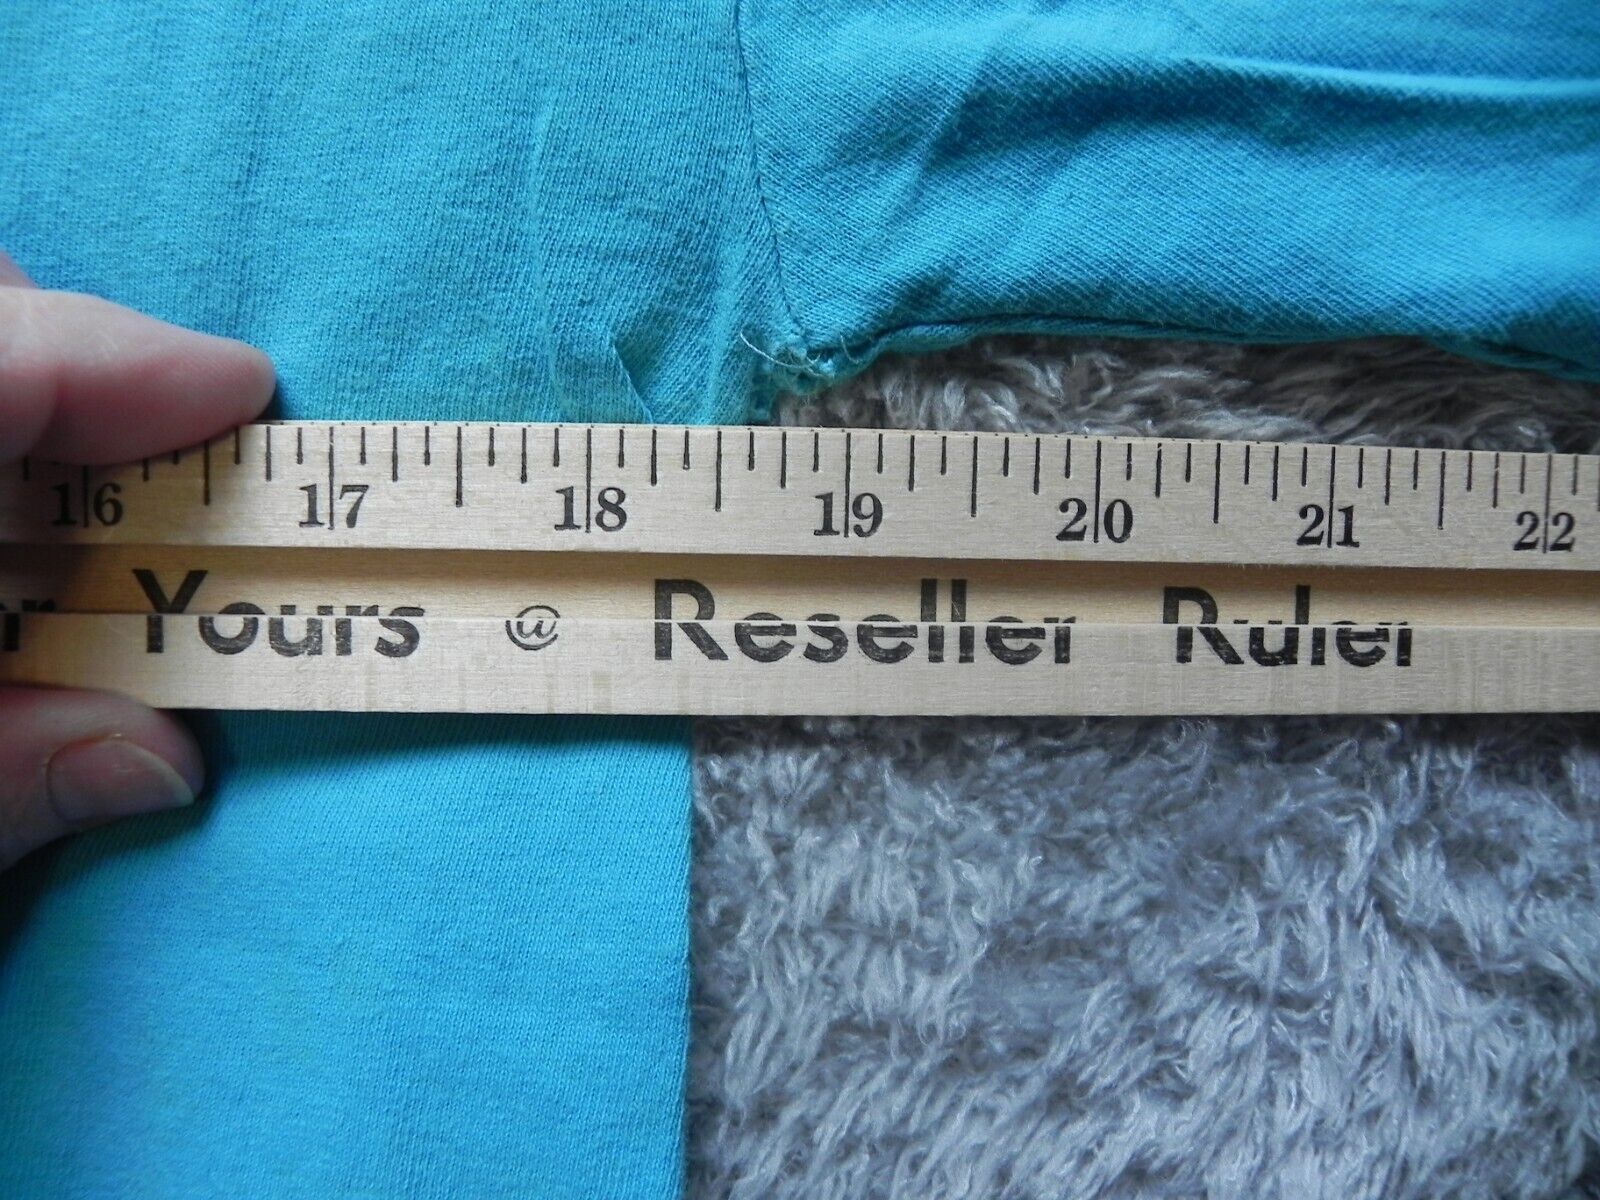 16 17 18 19 20 21 22
Yours @ Reseller Ruler